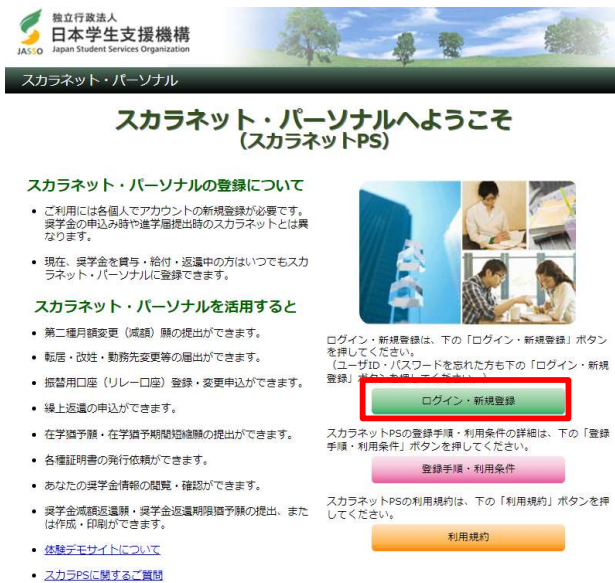 独立行政法人
日本学生支援機構
JASSO Japan Student Services Organization
スカラネット・パーソナル
スカラネット・パーソナルへようこそ
(スカラネットPS)
スカラネット・パーソナルの登録について
• ご利用には各個人でアカウントの新規登録が必要です。
奨学金の申込み時や進学届提出時のスカラネットとは異
なります。
• 現在、奨学金を貸与・給付・返還中の方はいつでもスカ
ラネット・パーソナルに登録できます。
スカラネット・パーソナルを活用すると
• 第二種月額変更（減額）願の提出ができます。
• 転居・改姓・勤務先変更等の届出ができます。
• 振替用口座（リレー口座）登録・変更申込ができます。
• 繰上返還の申込ができます。
• 在学猶予願・在学猶予期間短縮願の提出ができます。
• 各種証明書の発行依頼ができます。
• あなたの奨学金情報の閲覧・確認ができます。
• 奨学金減額返還願・奨学金返還期限猶予願の提出、また
は作成・印刷ができます。
• 体験デモサイトについて
• スカラPSに関するご質問
ログイン・新規登録は、下の「ログイン・新規登録」ボタン
を押してください。
（ユーザID・パスワードを忘れた方も下の「ログイン・新規
登録」ボタンを押してください。）
ログイン・新規登録
スカラネットPSの登録手順・利用条件の詳細は、下の「登録
手順・利用条件」ボタンを押してください。
登録手順・利用条件
スカラネットPSの利用規約は、下の「利用規約」ボタンを押
してください。
利用規約